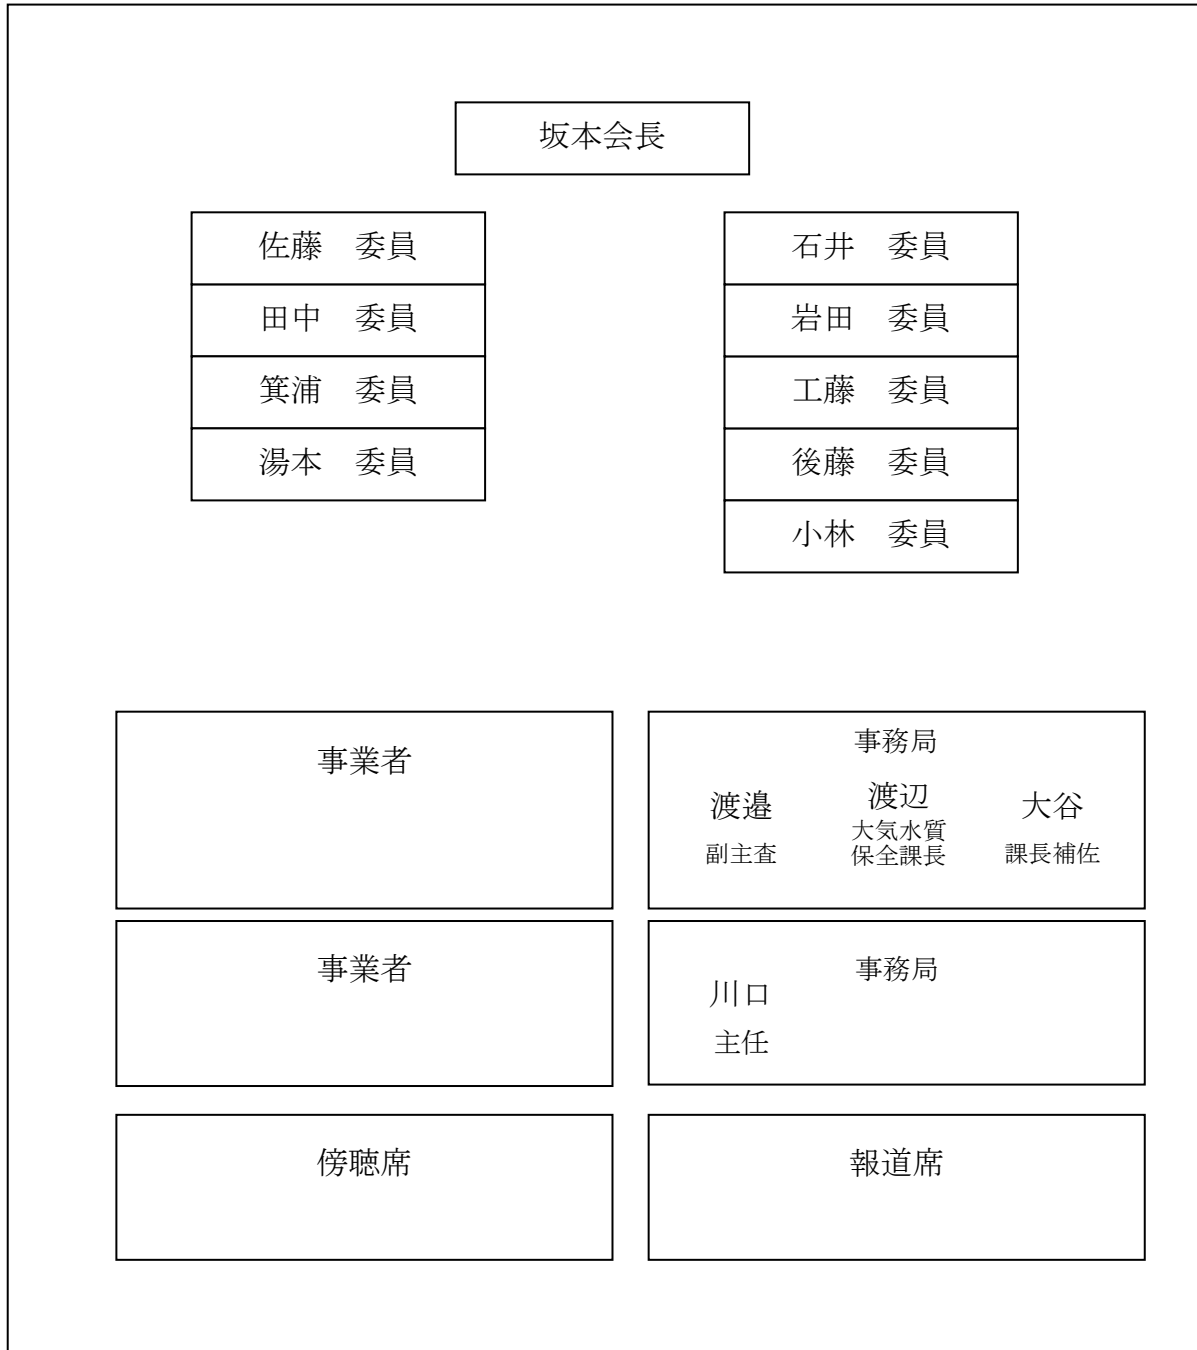 坂本会長
佐藤　委員
田中　委員
箕浦　委員
湯本　委員
石井　委員
岩田　委員
工藤　委員
後藤　委員
小林　委員
事業者
事務局
渡邉
副主査
渡辺
大気水質
保全課長
大谷
課長補佐
事業者
事務局
川口
主任
傍聴席
報道席